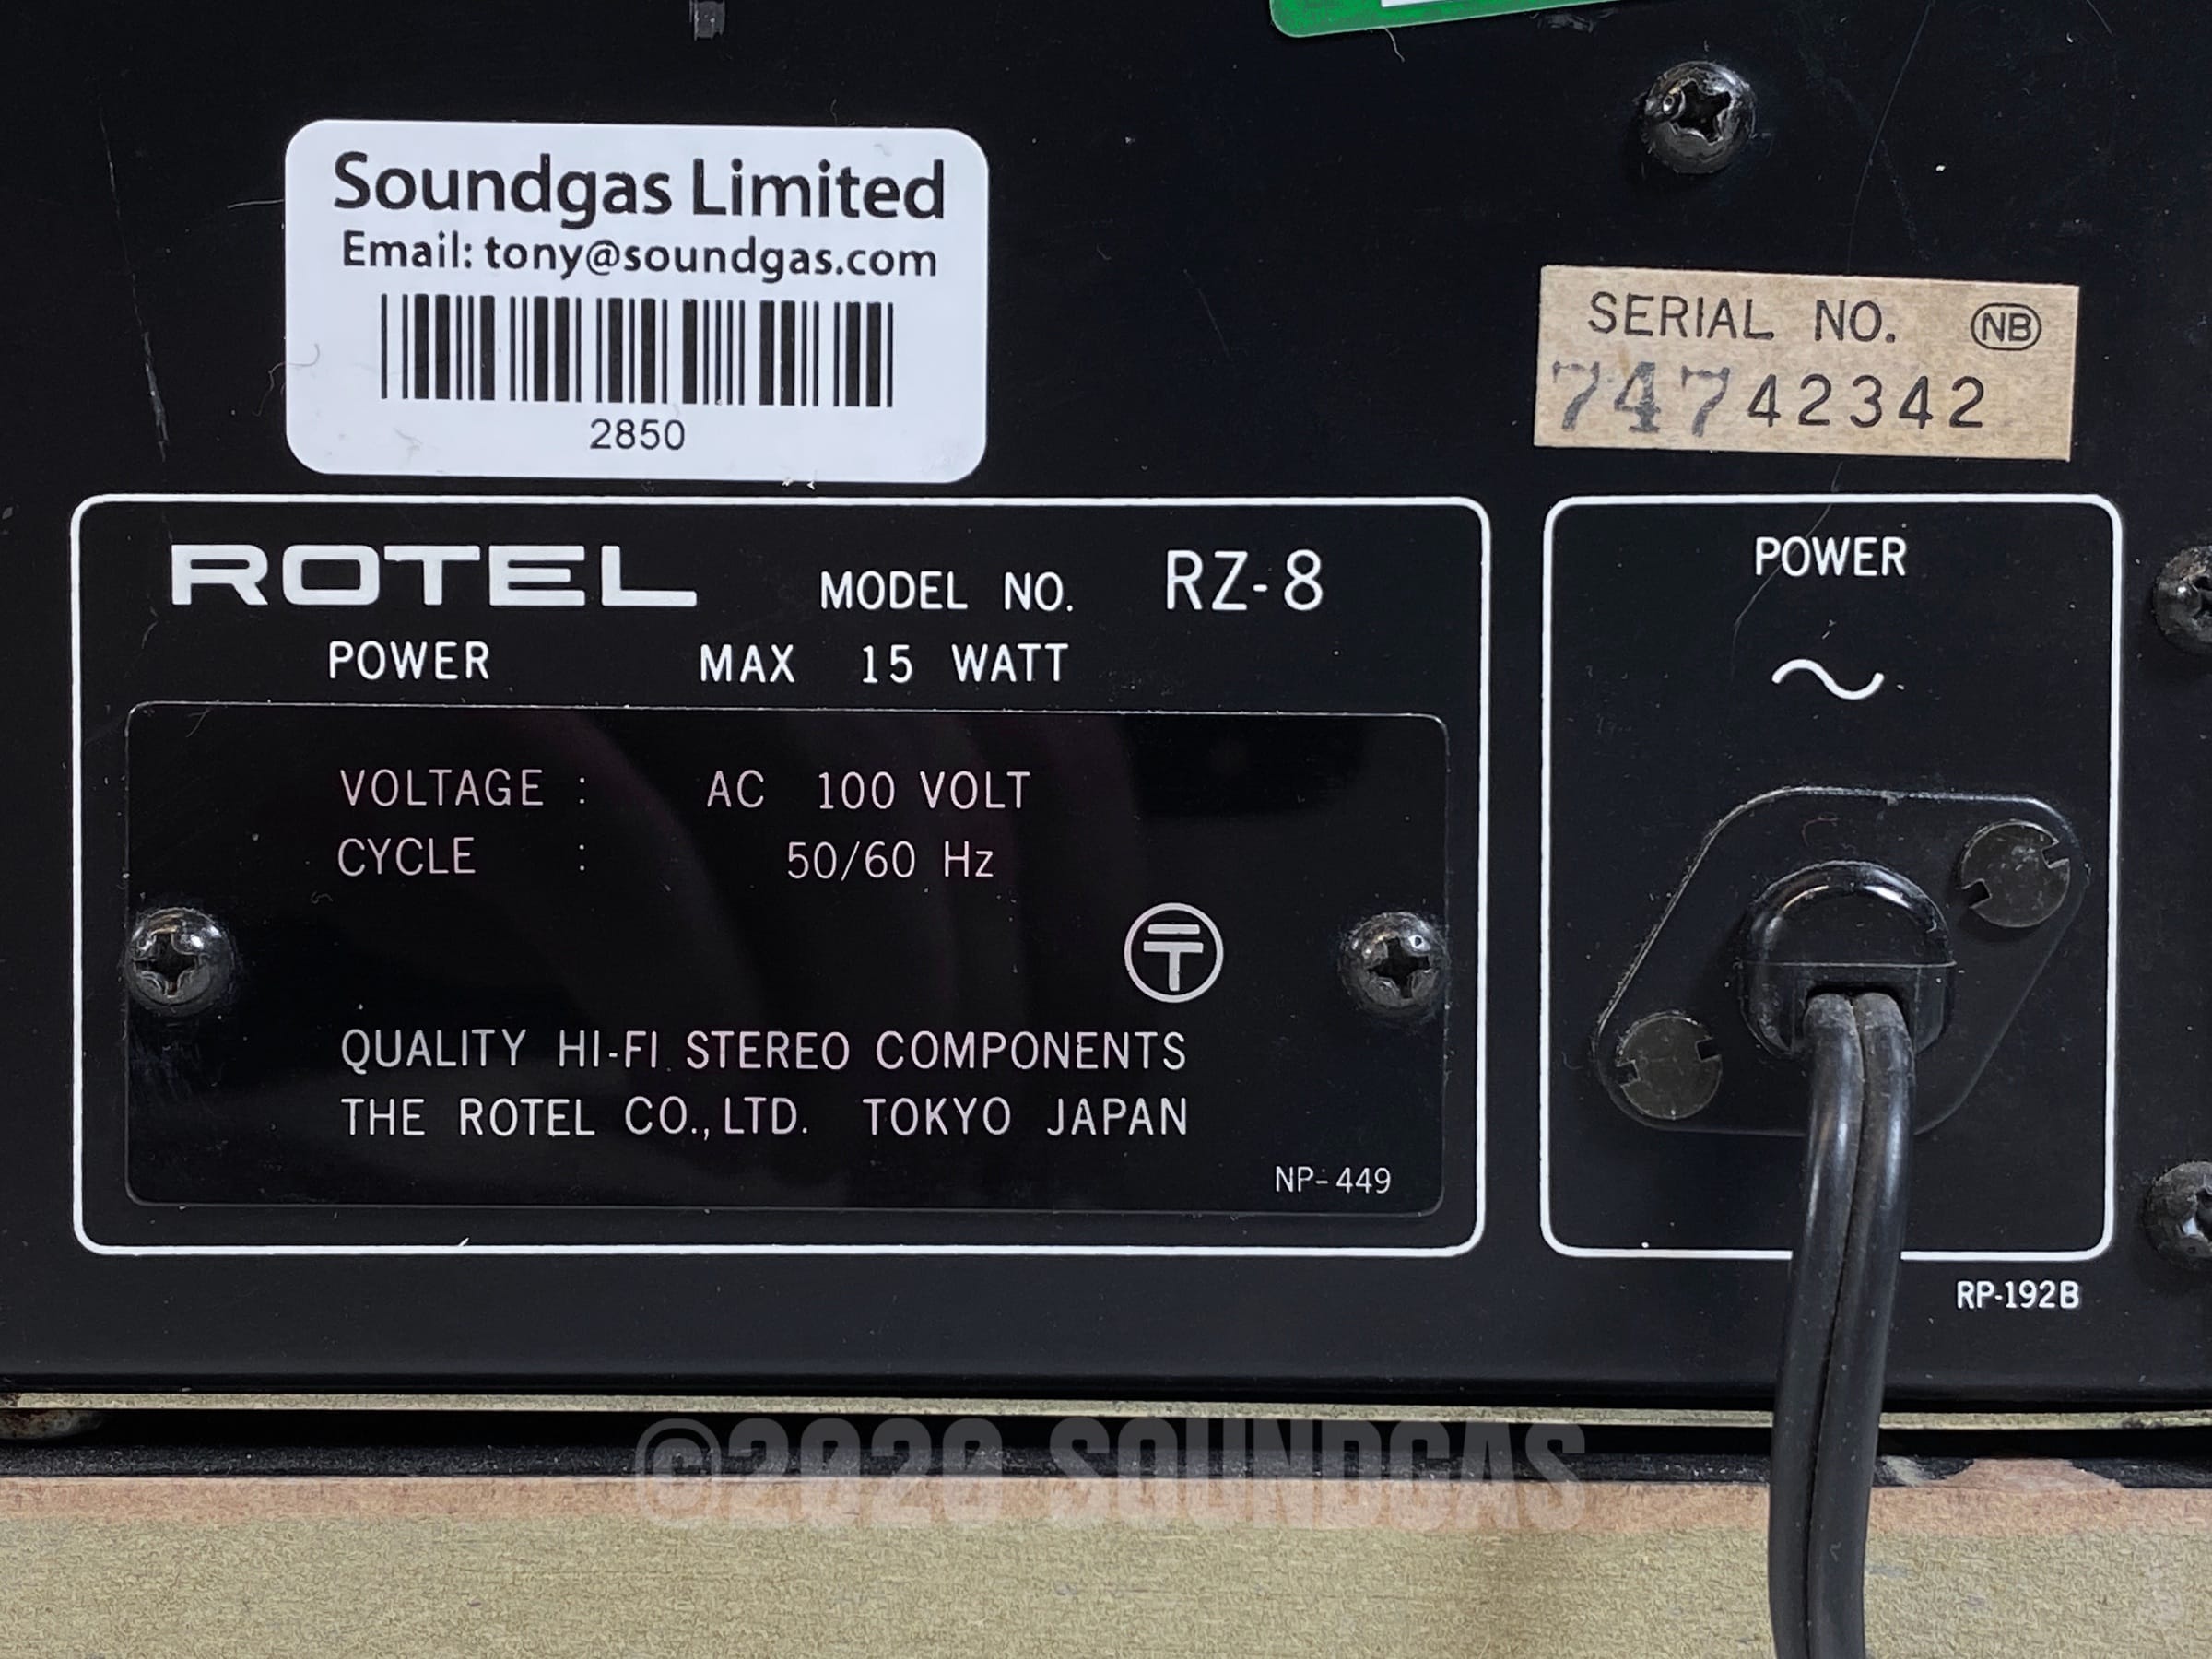 Soundgas Limited
Email: tony@soundgas.com
2850
SERIAL NO. NB
74742342
ROTEL MODEL NO. RZ-8
POWER MAX 15 WATT
VOLTAGE : AC 100 VOLT
CYCLE : 50/60 Hz
〒
QUALITY HI-FI STEREO COMPONENTS
THE ROTEL CO., LTD. TOKYO JAPAN
NP-449
POWER
~
RP-192B
©2020 SOUNDGAS